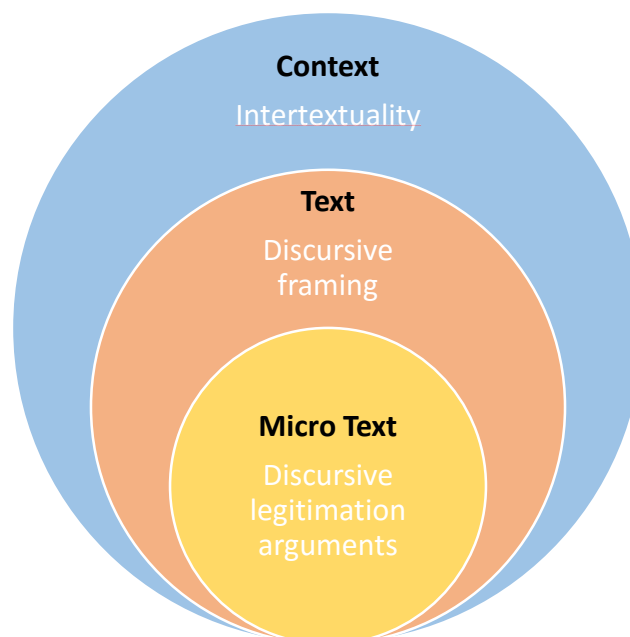 Context
Intertextuality
Text
Discursive
framing
Micro Text
Discursive
legitimation
arguments